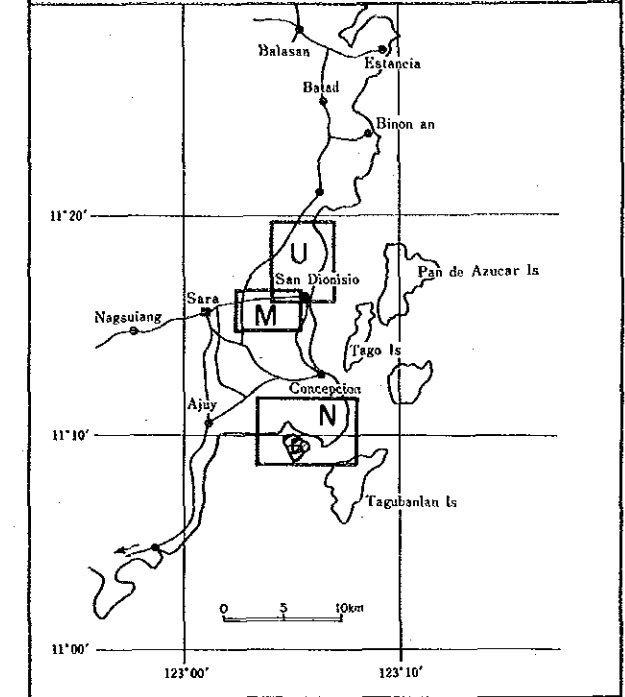 Balasan
Estancia
Batad
Binon an
11°20'
U
Pan de Azucar Is
San Dionisio
Sara
M
Nagsuiang
Tago Is
Concepcion
Ajuy
N
11°10'
Tagubanlan Is
0 5 10km
11°00'
123°00' 123°10'